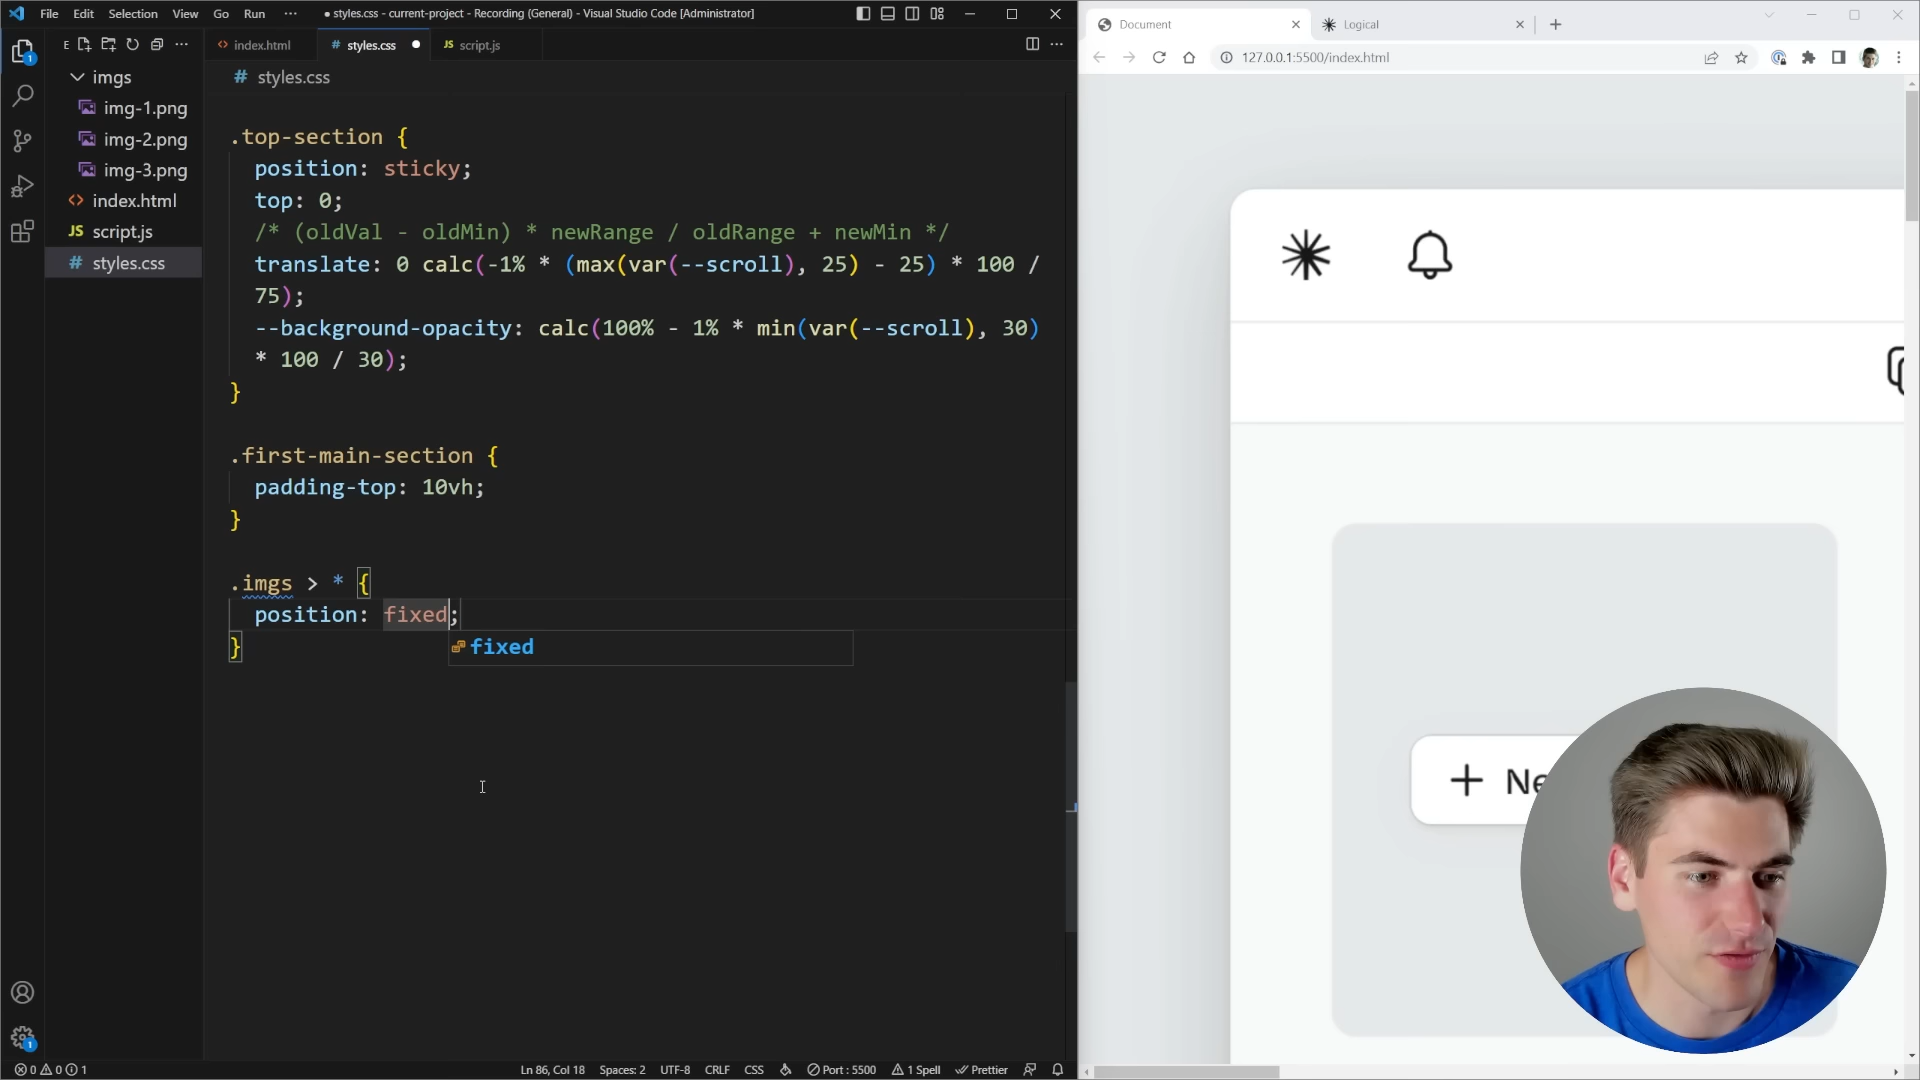 File Edit Selection View Go Run ··· ● styles.css - current-project - Recording (General) - Visual Studio Code [Administrator]
E
imgs
img-1.png
img-2.png
img-3.png
<> index.html
JS script.js
# styles.css
<> index.html # styles.css ● JS script.js
# styles.css
.top-section {
position: sticky;
top: 0;
/* (oldVal - oldMin) * newRange / oldRange + newMin */
translate: 0 calc(-1% * (max(var(--scroll), 25) - 25) * 100 /
75);
--background-opacity: calc(100% - 1% * min(var(--scroll), 30)
* 100 / 30);
}
.first-main-section {
padding-top: 10vh;
}
.imgs > * {
position: fixed;
}
fixed
1
1
0 0 1 Ln 86, Col 18 Spaces: 2 UTF-8 CRLF CSS Port : 5500 1 Spell Prettier
Document Logical
127.0.0.1:5500/index.html
Ne